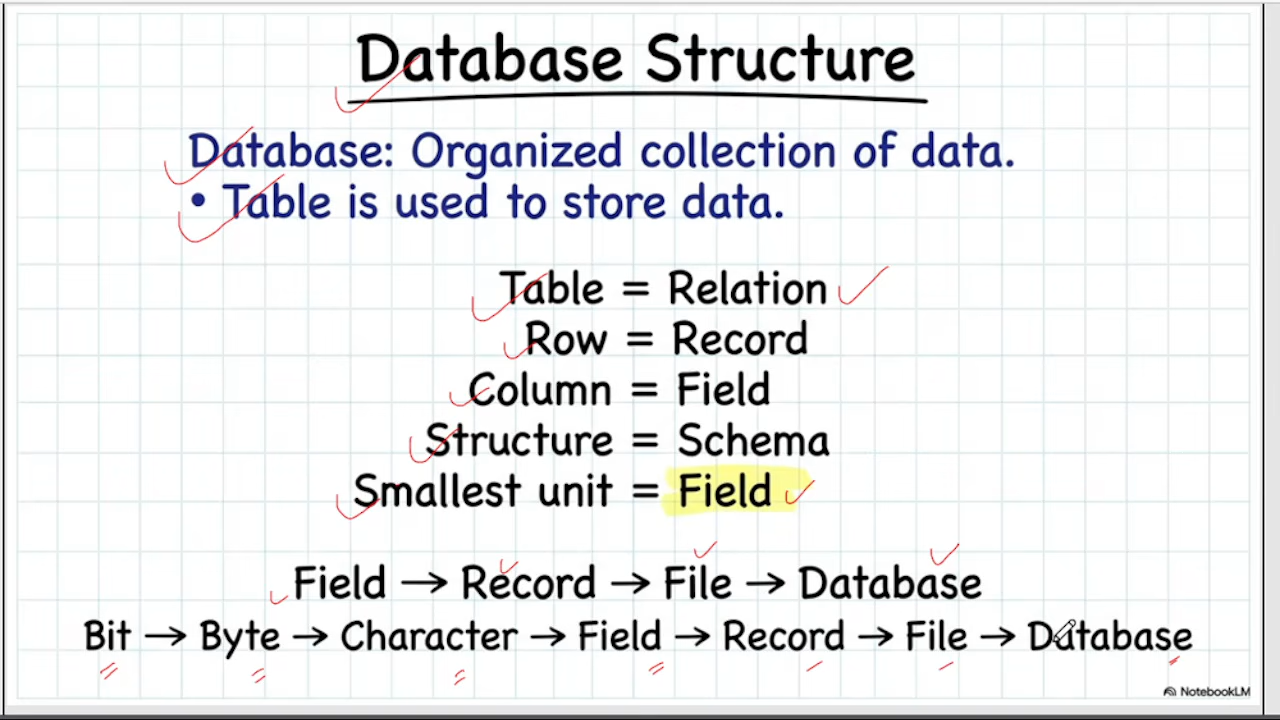 Database Structure
Database: Organized collection of data.
• Table is used to store data.
Table = Relation
Row = Record
Column = Field
Structure = Schema
Smallest unit = Field
Field → Record → File → Database
Bit → Byte → Character → Field → Record → File → Database
NotebookLM